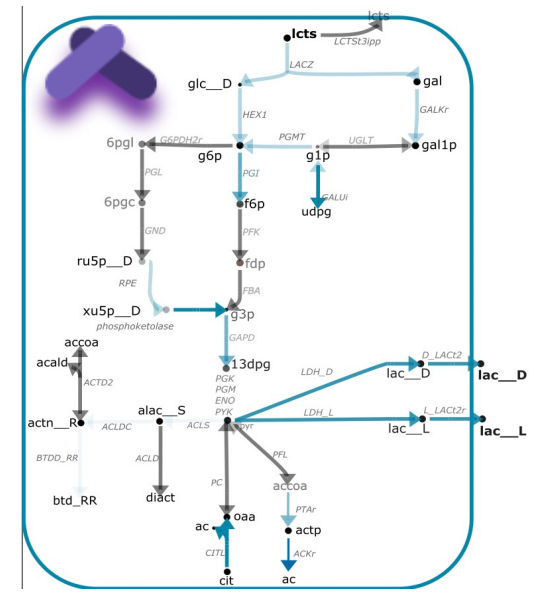 lcts
lcts
LCTSt3ipp
LACZ
glc__D
gal
HEX1
GALKr
6pgl
G6PDH2r
g6p
PGMT
g1p
UGLT
gal1p
PGL
PGI
GALUi
6pgc
f6p
udpg
GND
PFK
ru5p__D
fdp
RPE
FBA
xu5p__D
g3p
phosphoketolase
GAPD
accoa
acald
13dpg
D_LACt2
ACTD2
PGK
PGM
ENO
PYK
LDH_D
lac__D
lac__D
alac__S
LDH_L
L_LACt2r
actn__R
ACLDC
ACLS
pyr
lac__L
lac__L
BTDD_RR
ACLD
PC
PFL
accoa
btd_RR
diact
PTAr
oaa
ac
actp
CITL
ACKr
cit
ac